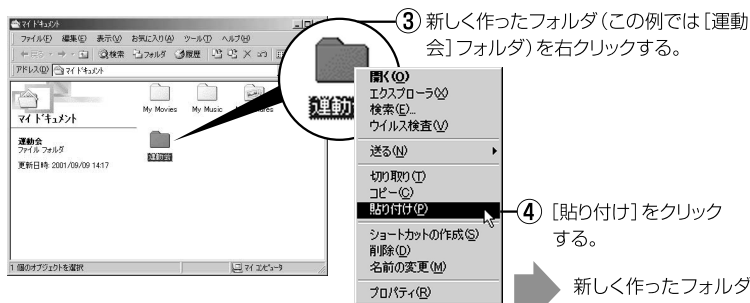 マイ ドキュメント
ファイル(F) 編集(E) 表示(V) お気に入り(A) ツール(T) ヘルプ(H)
検索 フォルダ 履歴
アドレス(D) マイ ドキュメント
マイ ドキュメント
運動会
ファイル フォルダ
更新日時: 2001/09/09 14:17
My Movies My Music
運動会
1 個のオブジェクトを選択 マイ コンピュータ
運動
③ 新しく作ったフォルダ(この例では[運動
会]フォルダ)を右クリックする。
開く(O)
エクスプローラ(X)
検索(E)...
ウイルス検査(V)
送る(N)
切り取り(T)
コピー(C)
貼り付け(P)
ショートカットの作成(S)
削除(D)
名前の変更(M)
プロパティ(R)
④ [貼り付け]をクリック
する。
新しく作ったフォルダ